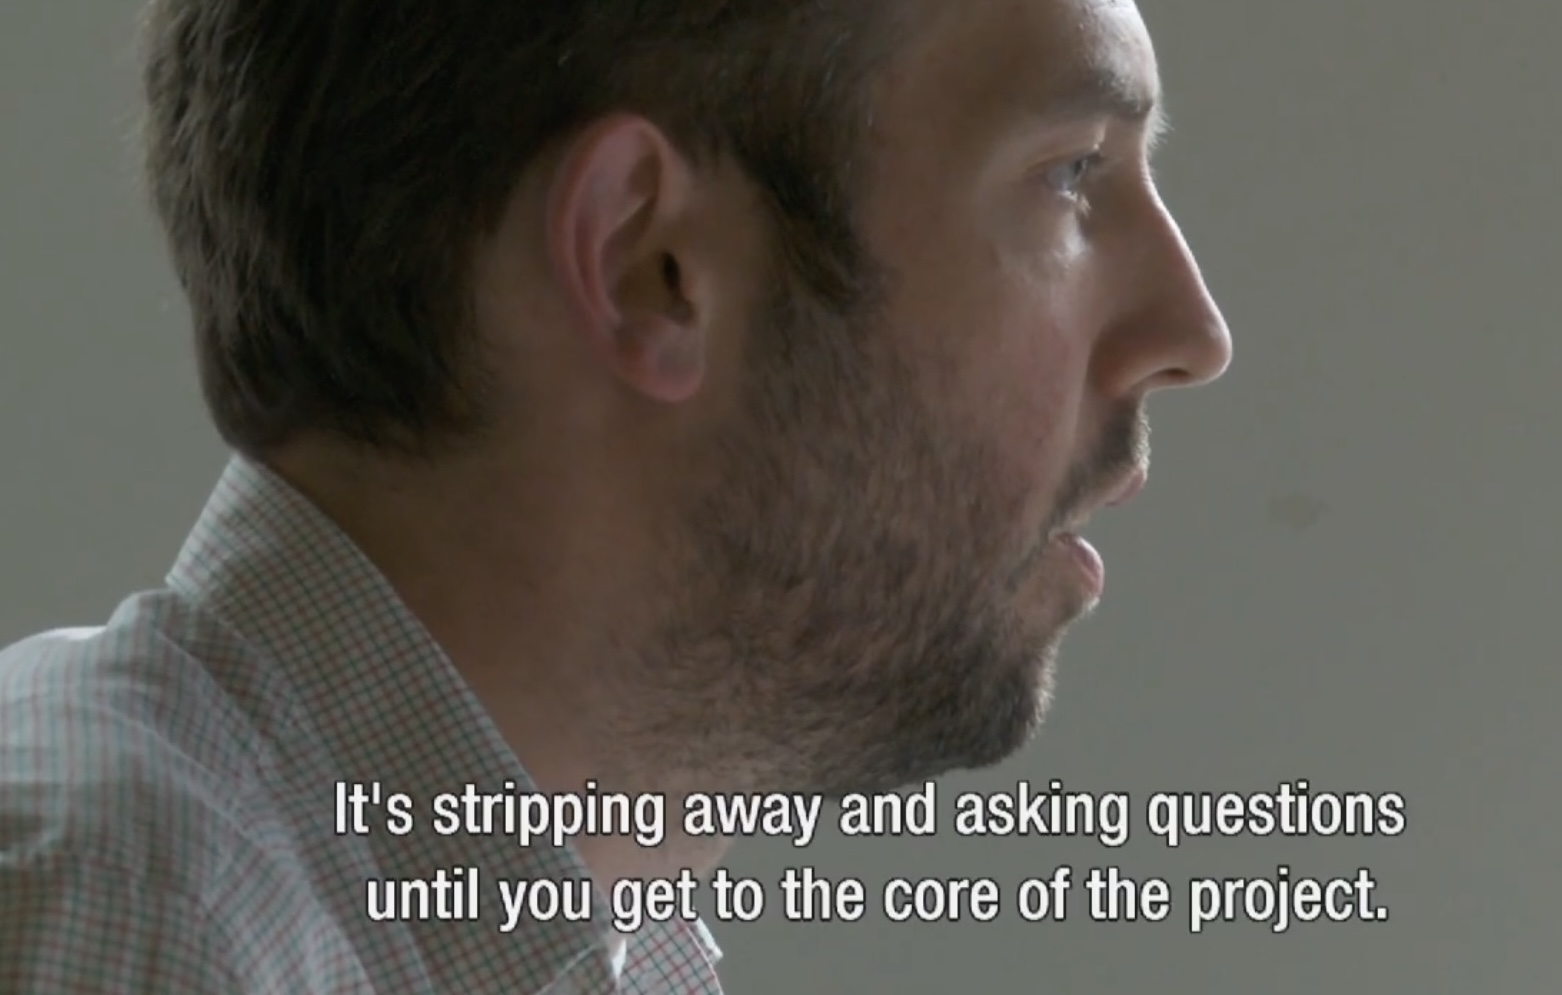 It's stripping away and asking questions
until you get to the core of the project.